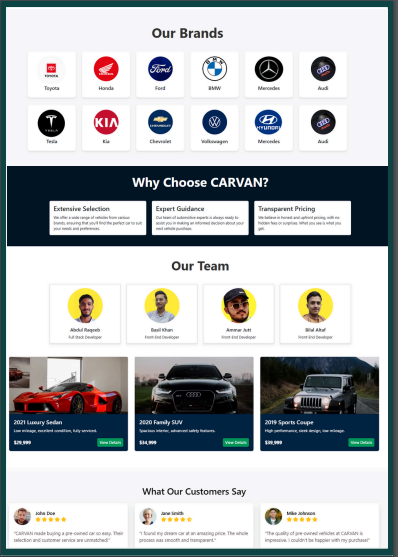 Our Brands
TOYOTA
HONDA
Ford
BMW
Toyota Honda Ford BMW Mercedes Audi
TESLA
KIA
CHEVROLET
HYUNDAI
Tesla Kia Chevrolet Volkswagen Mercedes Audi
Why Choose CARVAN?
Extensive Selection
We offer a wide range of vehicles from various
brands, ensuring that you'll find the perfect car to suit
your needs and preferences.
Expert Guidance
Our team of automotive experts is always ready to
assist you in making an informed decision about your
next vehicle purchase.
Transparent Pricing
We believe in honest and upfront pricing, with no
hidden fees or surprises. What you see is what you
get.
Our Team
Abdul Raqeeb
Full Stack Developer
Basil Khan
Front-End Developer
Ammar Jutt
Front-End Developer
Bilal Altaf
Front-End Developer
2021 Luxury Sedan
Low mileage, excellent condition, fully serviced.
$29,999 View Details
2020 Family SUV
Spacious interior, advanced safety features.
$34,999 View Details
2019 Sports Coupe
High performance, sleek design, low mileage.
$39,999 View Details
What Our Customers Say
John Doe
"CARVAN made buying a pre-owned car so easy. Their
selection and customer service are unmatched!"
Jane Smith
"I found my dream car at an amazing price. The whole
process was smooth and transparent."
Mike Johnson
"The quality of pre-owned vehicles at CARVAN is
impressive. I couldn't be happier with my purchase!"